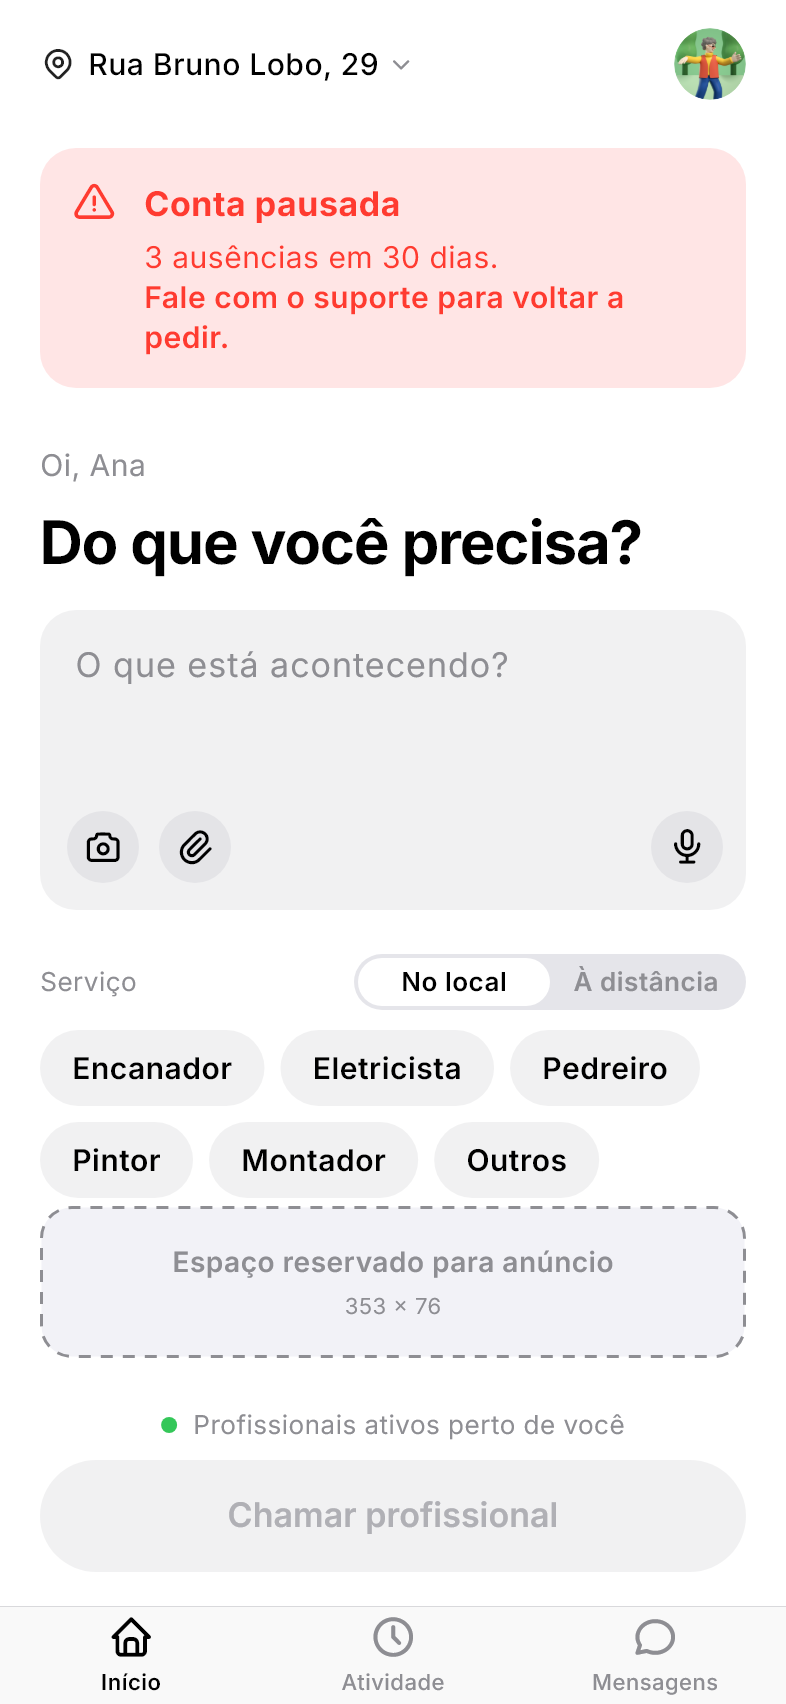 Rua Bruno Lobo, 29
Conta pausada
3 ausências em 30 dias.
Fale com o suporte para voltar a
pedir.
Oi, Ana
Do que você precisa?
O que está acontecendo?
Serviço
No local
À distância
Encanador
Eletricista
Pedreiro
Pintor
Montador
Outros
Espaço reservado para anúncio
353 × 76
Profissionais ativos perto de você
Chamar profissional
Início
Atividade
Mensagens